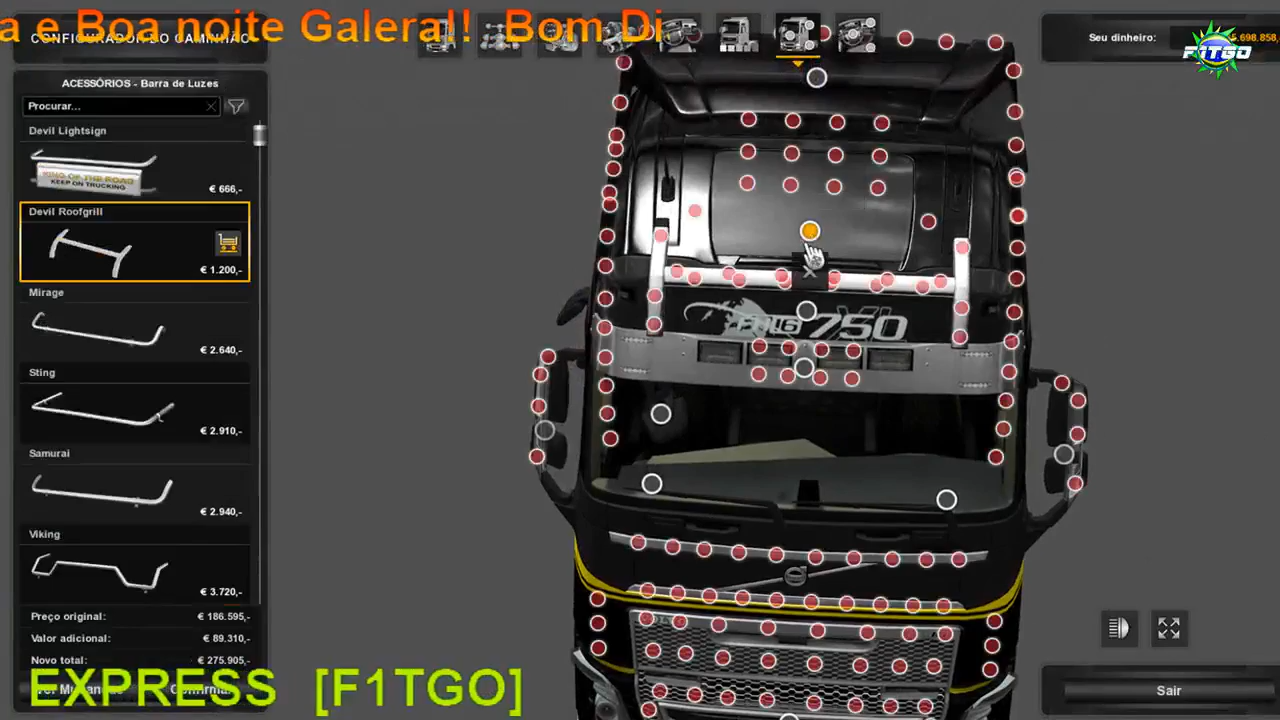 a e Boa noite Galera!! Bom Di
CONFIGURADOR DO CAMINHÃO
Seu dinheiro:
5.698.858,
F1TGO
ACESSÓRIOS - Barra de Luzes
Procurar...
Devil Lightsign
KING OF THE ROAD
KEEP ON TRUCKING
€ 666,-
Devil Roofgrill
€ 1.200,-
Mirage
€ 2.640,-
Sting
€ 2.910,-
Samurai
€ 2.940,-
Viking
€ 3.720,-
Preço original: € 186.595,-
Valor adicional: € 89.310,-
Novo total: € 275.905,-
EXPRESS [F1TGO]
750
Sair